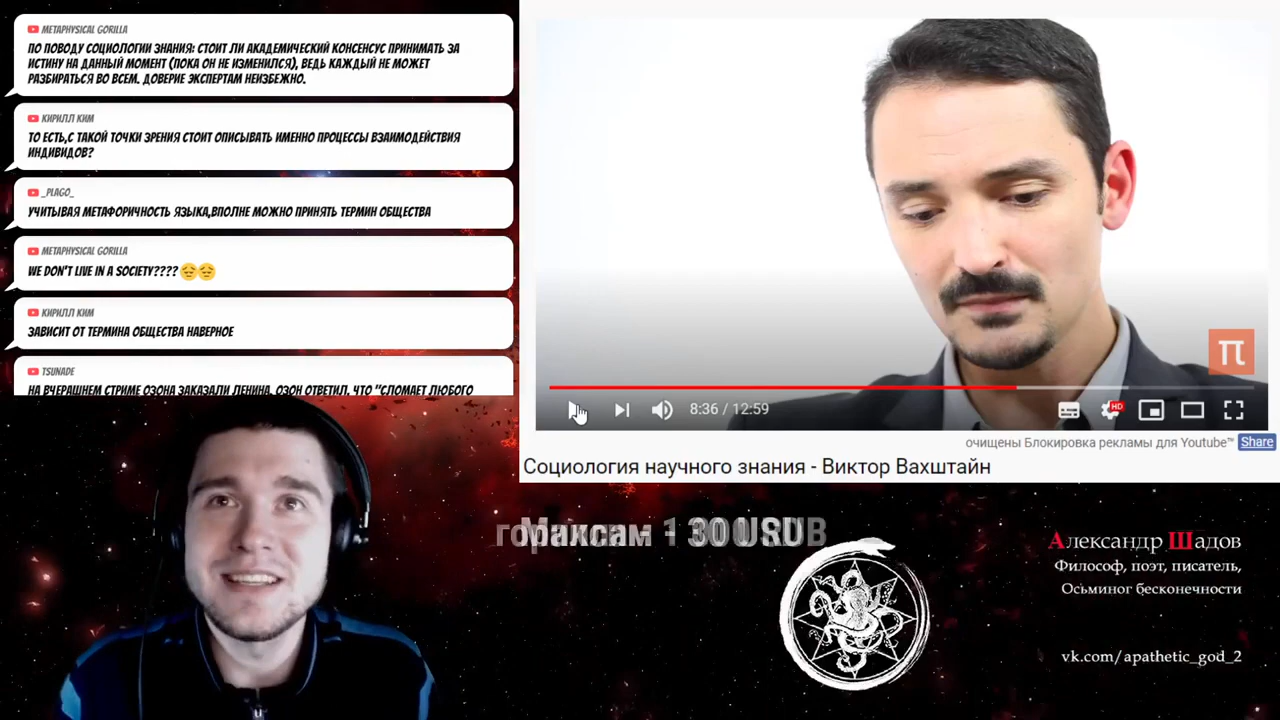 METAPHYSICAL GORILLA
ПО ПОВОДУ СОЦИОЛОГИИ ЗНАНИЯ: СТОИТ ЛИ АКАДЕМИЧЕСКИЙ КОНСЕНСУС ПРИНИМАТЬ ЗА
ИСТИНУ НА ДАННЫЙ МОМЕНТ (ПОКА ОН НЕ ИЗМЕНИЛСЯ), ВЕДЬ КАЖДЫЙ НЕ МОЖЕТ
РАЗБИРАТЬСЯ ВО ВСЕМ. ДОВЕРИЕ ЭКСПЕРТАМ НЕИЗБЕЖНО.
КИРИЛЛ КИМ
ТО ЕСТЬ,С ТАКОЙ ТОЧКИ ЗРЕНИЯ СТОИТ ОПИСЫВАТЬ ИМЕННО ПРОЦЕССЫ ВЗАИМОДЕЙСТВИЯ
ИНДИВИДОВ?
_PLAGO_
УЧИТЫВАЯ МЕТАФОРИЧНОСТЬ ЯЗЫКА,ВПОЛНЕ МОЖНО ПРИНЯТЬ ТЕРМИН ОБЩЕСТВА
METAPHYSICAL GORILLA
WE DON'T LIVE IN A SOCIETY????😔😔
КИРИЛЛ КИМ
ЗАВИСИТ ОТ ТЕРМИНА ОБЩЕСТВА НАВЕРНОЕ
TSUNADE
НА ВЧЕРАШНЕМ СТРИМЕ ОЗОНА ЗАКАЗАЛИ ЛЕНИНА, ОЗОН ОТВЕТИЛ, ЧТО "СЛОМАЕТ ЛЮБОГО
π
8:36 / 12:59
HD
очищены Блокировка рекламы для Youtube™ Share
Социология научного знания - Виктор Вахштайн
Максам - 30 USD
Александр Шадов
Философ, поэт, писатель,
Осьминог бесконечности
vk.com/apathetic_god_2